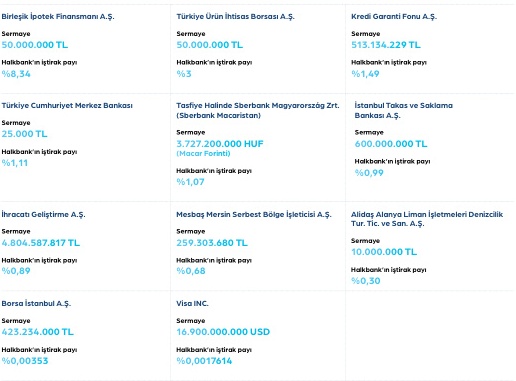 Birleşik İpotek Finansmanı A.Ş.
Sermaye
50.000.000 TL
Halkbank'ın iştirak payı
%8,34
Türkiye Ürün İhtisas Borsası A.Ş.
Sermaye
50.000.000 TL
Halkbank'ın iştirak payı
%3
Kredi Garanti Fonu A.Ş.
Sermaye
513.134.229 TL
Halkbank'ın iştirak payı
%1,49
Türkiye Cumhuriyet Merkez Bankası
Sermaye
25.000 TL
Halkbank'ın iştirak payı
%1,11
Tasfiye Halinde Sberbank Magyarország Zrt.
(Sberbank Macaristan)
Sermaye
3.727.200.000 HUF
(Macar Forinti)
Halkbank'ın iştirak payı
%1,07
İstanbul Takas ve Saklama
Bankası A.Ş.
Sermaye
600.000.000 TL
Halkbank'ın iştirak payı
%0,99
İhracatı Geliştirme A.Ş.
Sermaye
4.804.587.817 TL
Halkbank'ın iştirak payı
%0,89
Mesbaş Mersin Serbest Bölge İşleticisi A.Ş.
Sermaye
259.303.680 TL
Halkbank'ın iştirak payı
%0,68
Alidaş Alanya Liman İşletmeleri Denizcilik
Tur. Tic. ve San. A.Ş.
Sermaye
10.000.000 TL
Halkbank'ın iştirak payı
%0,30
Borsa İstanbul A.Ş.
Sermaye
423.234.000 TL
Halkbank'ın iştirak payı
%0,00353
Visa INC.
Sermaye
16.900.000.000 USD
Halkbank'ın iştirak payı
%0,0017614